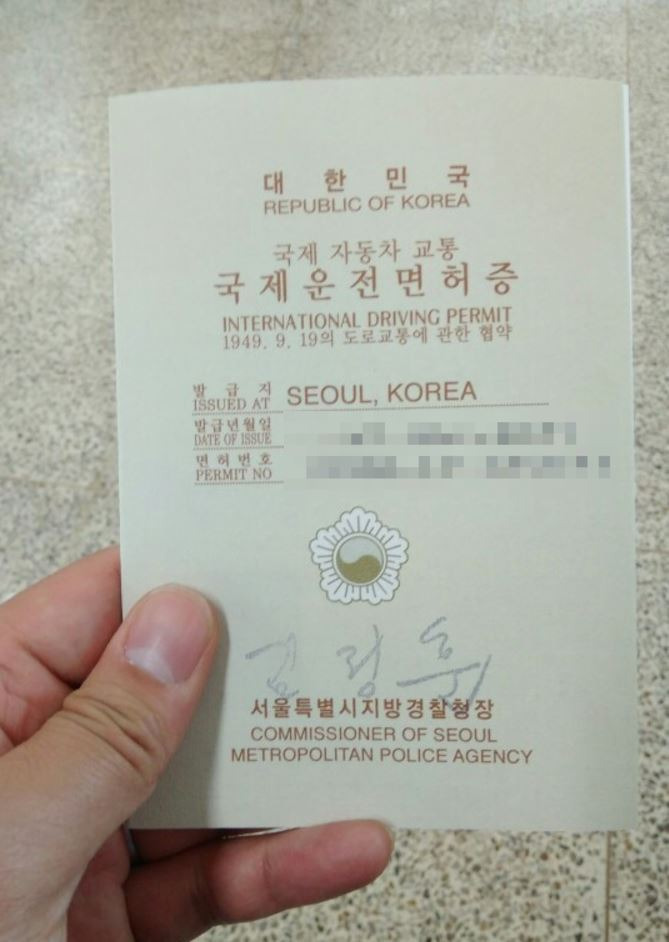 대한민국
REPUBLIC OF KOREA
국제 자동차 교통
국제운전면허증
INTERNATIONAL DRIVING PERMIT
1949. 9. 19의 도로교통에 관한 협약
발급지
ISSUED AT SEOUL, KOREA
발급년월일
DATE OF ISSUE
면허번호
PERMIT NO
서울특별시지방경찰청장
COMMISSIONER OF SEOUL
METROPOLITAN POLICE AGENCY